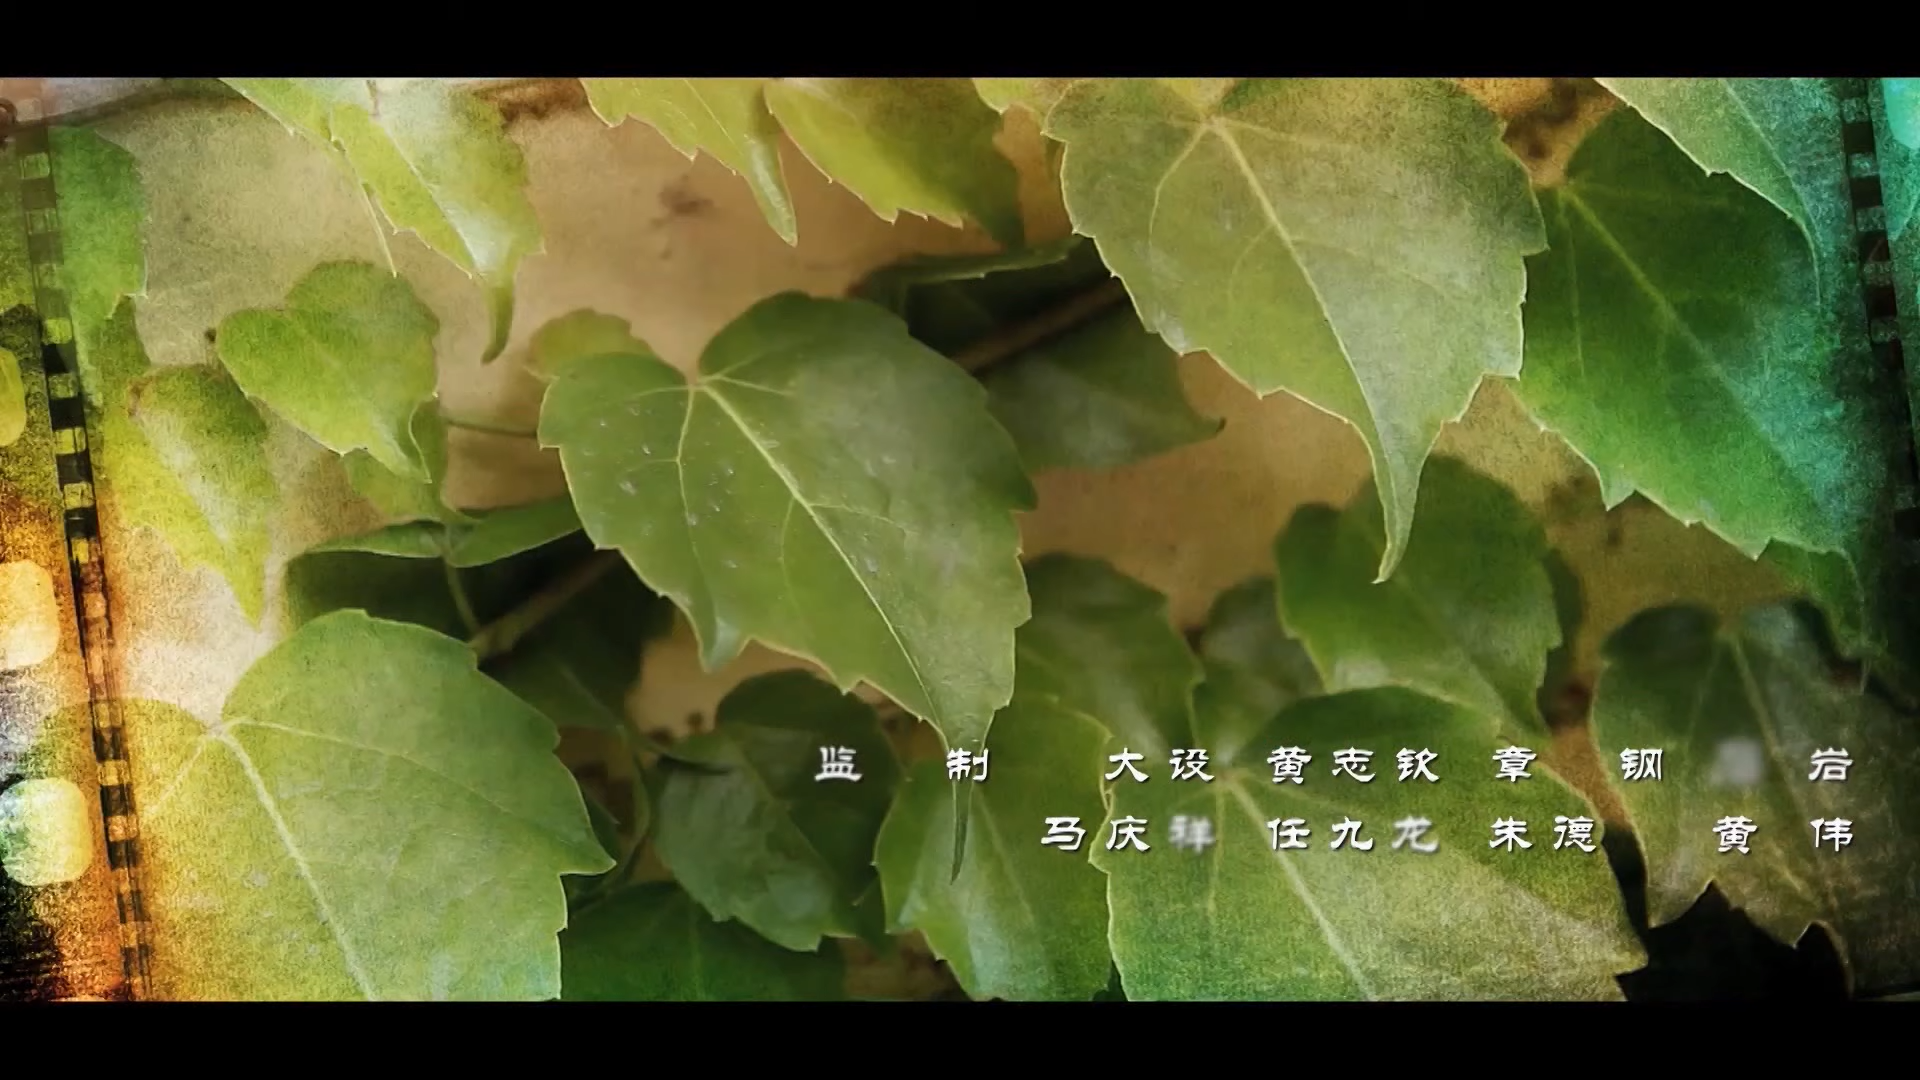 监 制 大设 黄志钦 章 钢 岩
马庆祥 任九龙 朱德 黄 伟